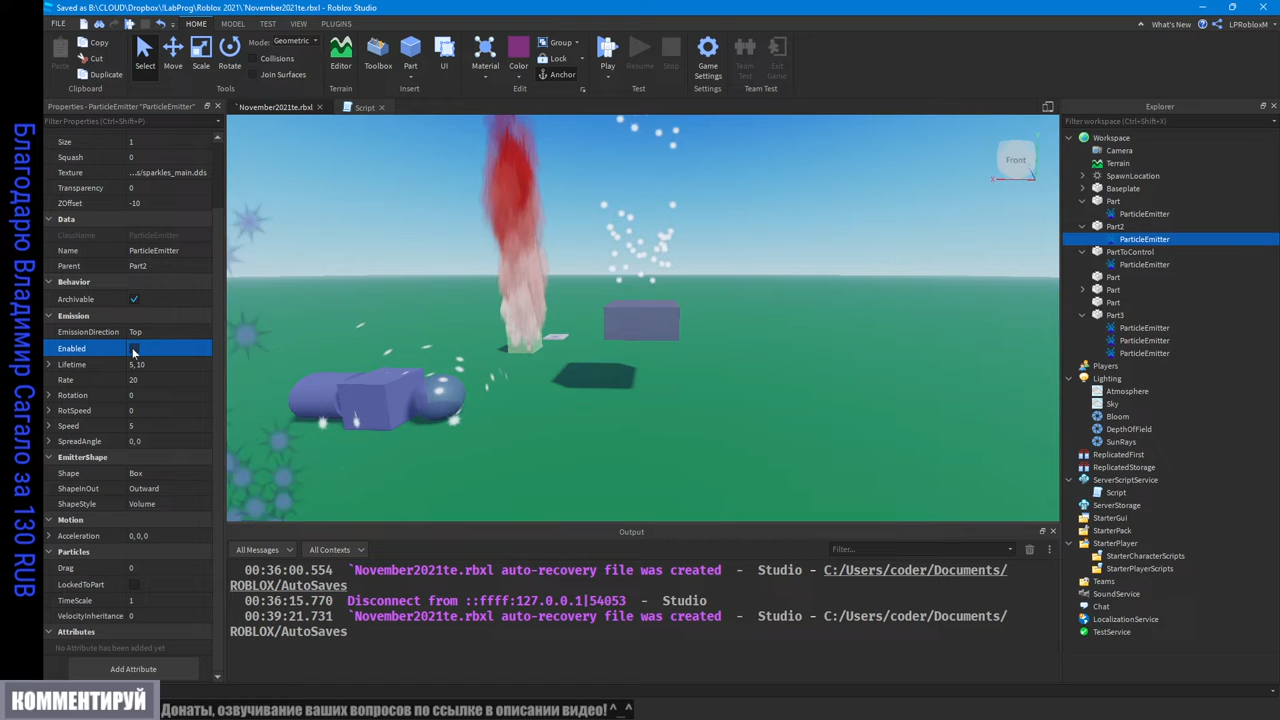 Saved as B:\CLOUD\Dropbox\!LabProg\Roblox 2021\`November2021te.rbxl - Roblox Studio
FILE HOME MODEL TEST VIEW PLUGINS What's New LPRobloxM
Paste Copy Cut Duplicate Clipboard
Select Move Scale Rotate Mode: Geometric Collisions Join Surfaces Tools
Editor Terrain Toolbox Part UI Insert
Material Color Group Lock Anchor Edit
Play Resume Stop Test Game Settings Settings Team Test Exit Game Team Test
Properties - ParticleEmitter "ParticleEmitter"
Filter Properties (Ctrl+Shift+P)
Size 1
Squash 0
Texture ...s/sparkles_main.dds
Transparency 0
ZOffset -10
Data
ClassName ParticleEmitter
Name ParticleEmitter
Parent Part2
Behavior
Archivable
Emission
EmissionDirection Top
Enabled
Lifetime 5, 10
Rate 20
Rotation 0
RotSpeed 0
Speed 5
SpreadAngle 0, 0
EmitterShape
Shape Box
ShapeInOut Outward
ShapeStyle Volume
Motion
Acceleration 0, 0, 0
Particles
Drag 0
LockedToPart
TimeScale 1
VelocityInheritance 0
Attributes
No Attribute has been added yet
Add Attribute
`November2021te.rbxl Script
Front
X
Y
Output
All Messages All Contexts Filter...
00:36:00.554 `November2021te.rbxl auto-recovery file was created - Studio - C:/Users/coder/Documents/
ROBLOX/AutoSaves
00:36:15.770 Disconnect from ::ffff:127.0.0.1|54053 - Studio
00:39:21.731 `November2021te.rbxl auto-recovery file was created - Studio - C:/Users/coder/Documents/
ROBLOX/AutoSaves
Explorer
Filter workspace (Ctrl+Shift+X)
Workspace
Camera
Terrain
SpawnLocation
Baseplate
Part
ParticleEmitter
Part2
ParticleEmitter
PartToControl
ParticleEmitter
Part
Part
Part
Part3
ParticleEmitter
ParticleEmitter
ParticleEmitter
Players
Lighting
Atmosphere
Sky
Bloom
DepthOfField
SunRays
ReplicatedFirst
ReplicatedStorage
ServerScriptService
Script
ServerStorage
StarterGui
StarterPack
StarterPlayer
StarterCharacterScripts
StarterPlayerScripts
Teams
SoundService
Chat
LocalizationService
TestService
Благодарю Владимир Сагало за 130 RUB
КОММЕНТИРУЙ
Донаты, озвучивание ваших вопросов по ссылке в описании видео! ^_^